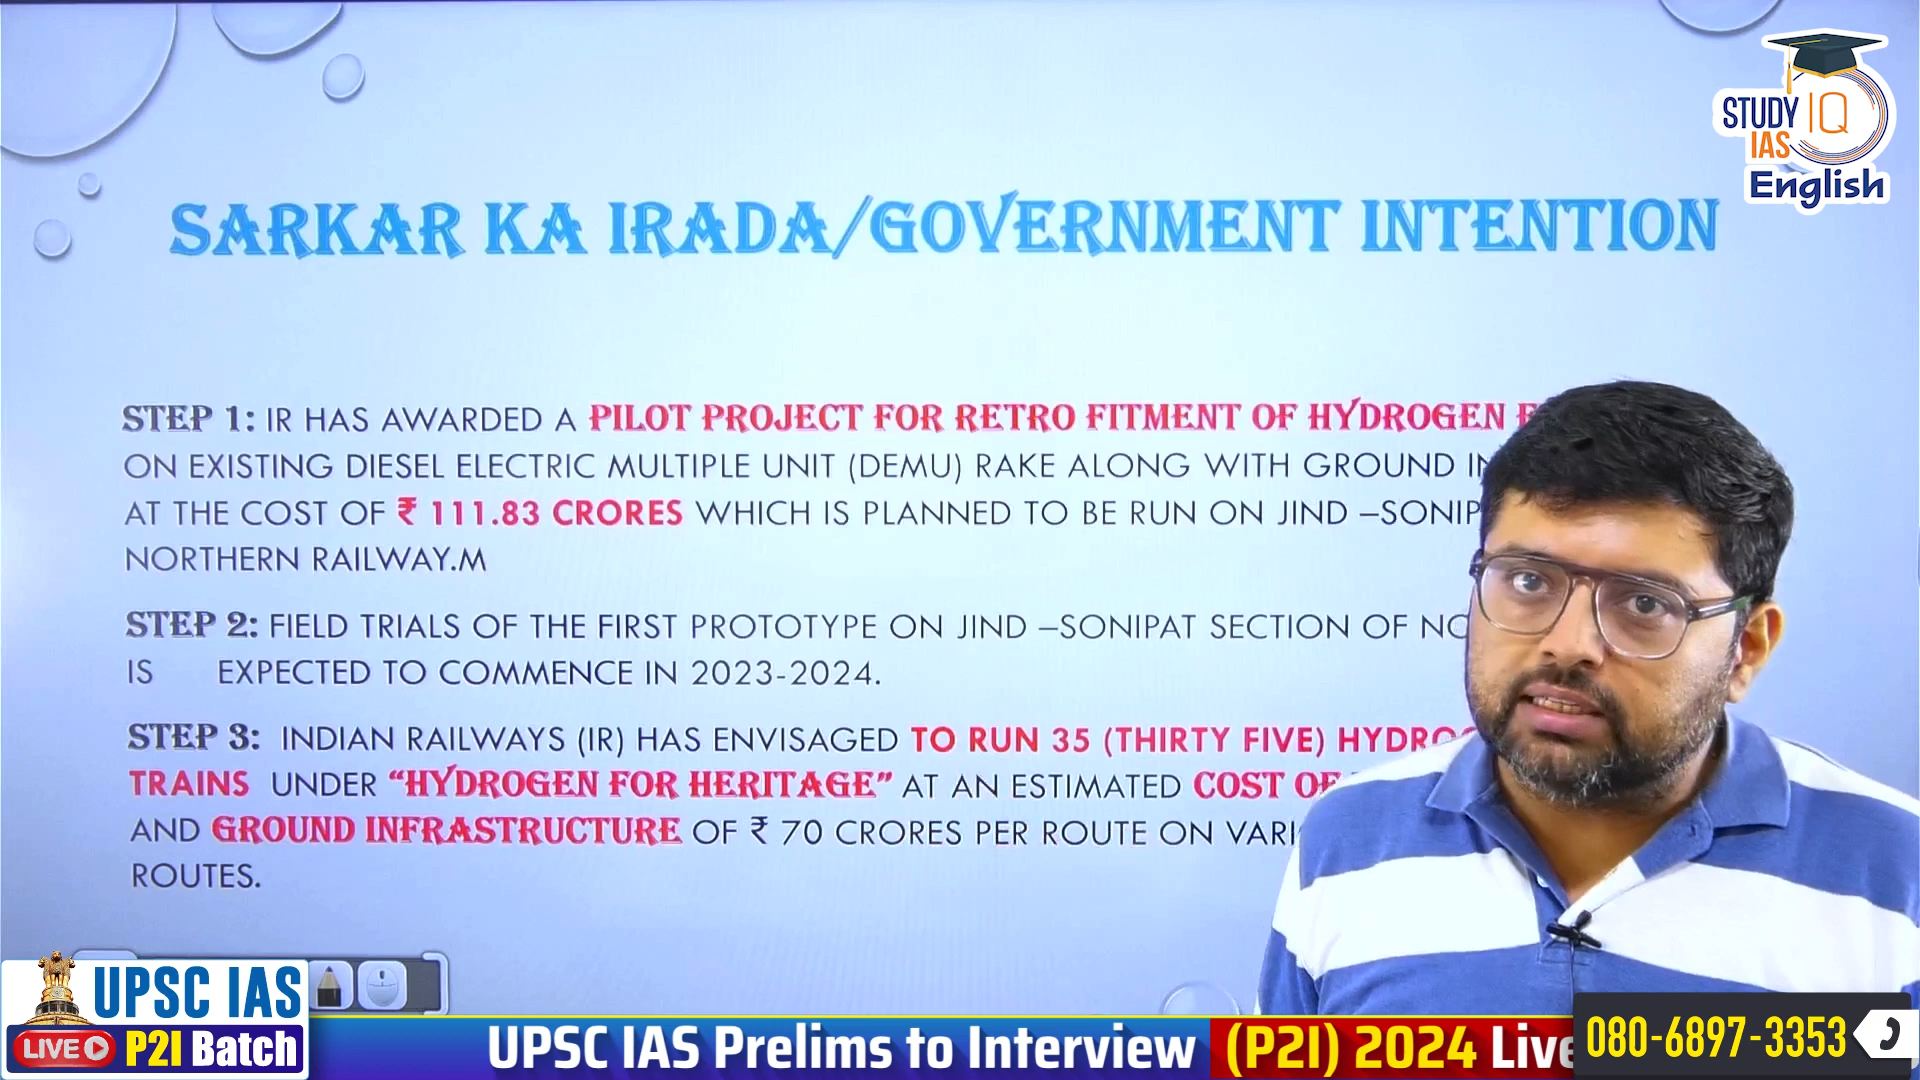 STUDY IQ
IAS
English
SARKAR KA IRADA/GOVERNMENT INTENTION
STEP 1: IR HAS AWARDED A PILOT PROJECT FOR RETRO FITMENT OF HYDROGEN
ON EXISTING DIESEL ELECTRIC MULTIPLE UNIT (DEMU) RAKE ALONG WITH GROUND
AT THE COST OF ₹ 111.83 CRORES WHICH IS PLANNED TO BE RUN ON JIND –SONIP
NORTHERN RAILWAY.M
STEP 2: FIELD TRIALS OF THE FIRST PROTOTYPE ON JIND –SONIPAT SECTION OF
IS EXPECTED TO COMMENCE IN 2023-2024.
STEP 3: INDIAN RAILWAYS (IR) HAS ENVISAGED TO RUN 35 (THIRTY FIVE) HYDROG
TRAINS UNDER “HYDROGEN FOR HERITAGE” AT AN ESTIMATED COST OF
AND GROUND INFRASTRUCTURE OF ₹ 70 CRORES PER ROUTE ON VARI
ROUTES.
UPSC IAS
LIVE P2I Batch
UPSC IAS Prelims to Interview (P2I) 2024 Live
080-6897-3353